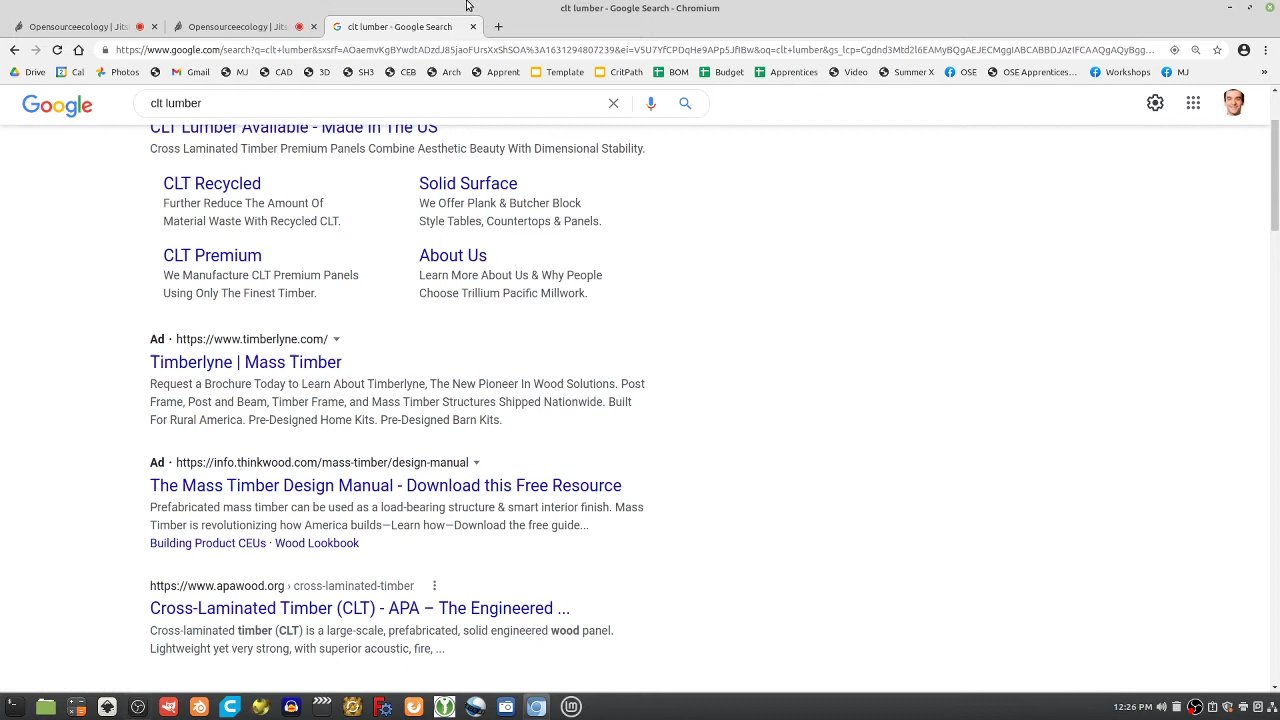 clt lumber - Google Search - Chromium
Opensourceecology | Jits
Opensourceecology | Jits
clt lumber - Google Search
https://www.google.com/search?q=clt+lumber&sxsrf=AOaemvKgBYwdtADzdJ8SjaoFUrsXxShSOA%3A1631294807239&ei=V5U7YfCPDqHe9APp5JfIBw&oq=clt+lumber&gs_lcp=Cgdnd3Mtd2l6EAMyBQgAEJECMggIABCABBDJAzIFCAAQgAQyBgg...
Drive
Cal
Photos
Gmail
MJ
CAD
3D
SH3
CEB
Arch
Apprent
Template
CritPath
BOM
Budget
Apprentices
Video
Summer X
OSE
OSE Apprentices...
Workshops
MJ
»
Google
clt lumber
CLT Lumber Available - Made In The US
Cross Laminated Timber Premium Panels Combine Aesthetic Beauty With Dimensional Stability.
CLT Recycled
Further Reduce The Amount Of
Material Waste With Recycled CLT.
Solid Surface
We Offer Plank & Butcher Block
Style Tables, Countertops & Panels.
CLT Premium
We Manufacture CLT Premium Panels
Using Only The Finest Timber.
About Us
Learn More About Us & Why People
Choose Trillium Pacific Millwork.
Ad · https://www.timberlyne.com/
Timberlyne | Mass Timber
Request a Brochure Today to Learn About Timberlyne, The New Pioneer In Wood Solutions. Post
Frame, Post and Beam, Timber Frame, and Mass Timber Structures Shipped Nationwide. Built
For Rural America. Pre-Designed Home Kits. Pre-Designed Barn Kits.
Ad · https://info.thinkwood.com/mass-timber/design-manual
The Mass Timber Design Manual - Download this Free Resource
Prefabricated mass timber can be used as a load-bearing structure & smart interior finish. Mass
Timber is revolutionizing how America builds—Learn how—Download the free guide...
Building Product CEUs · Wood Lookbook
https://www.apawood.org › cross-laminated-timber
Cross-Laminated Timber (CLT) - APA – The Engineered ...
Cross-laminated timber (CLT) is a large-scale, prefabricated, solid engineered wood panel.
Lightweight yet very strong, with superior acoustic, fire, ...
12:26 PM